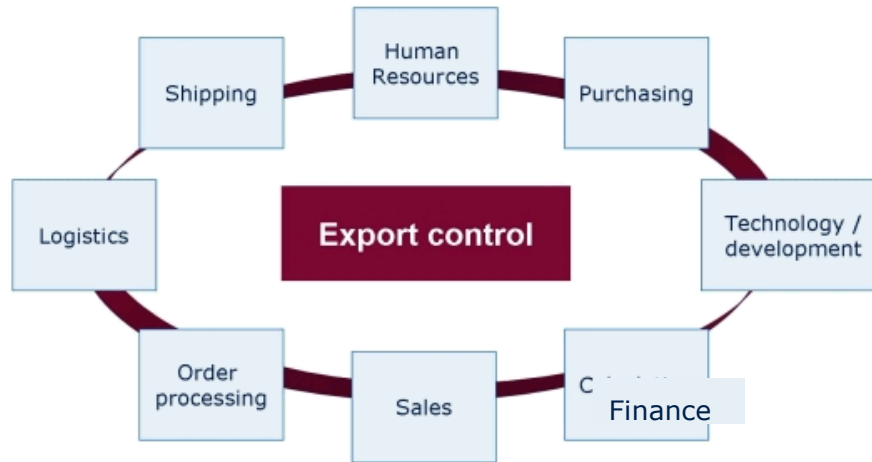 Human
Resources
Shipping
Purchasing
Logistics
Export control
Technology /
development
Order
processing
Sales
Finance